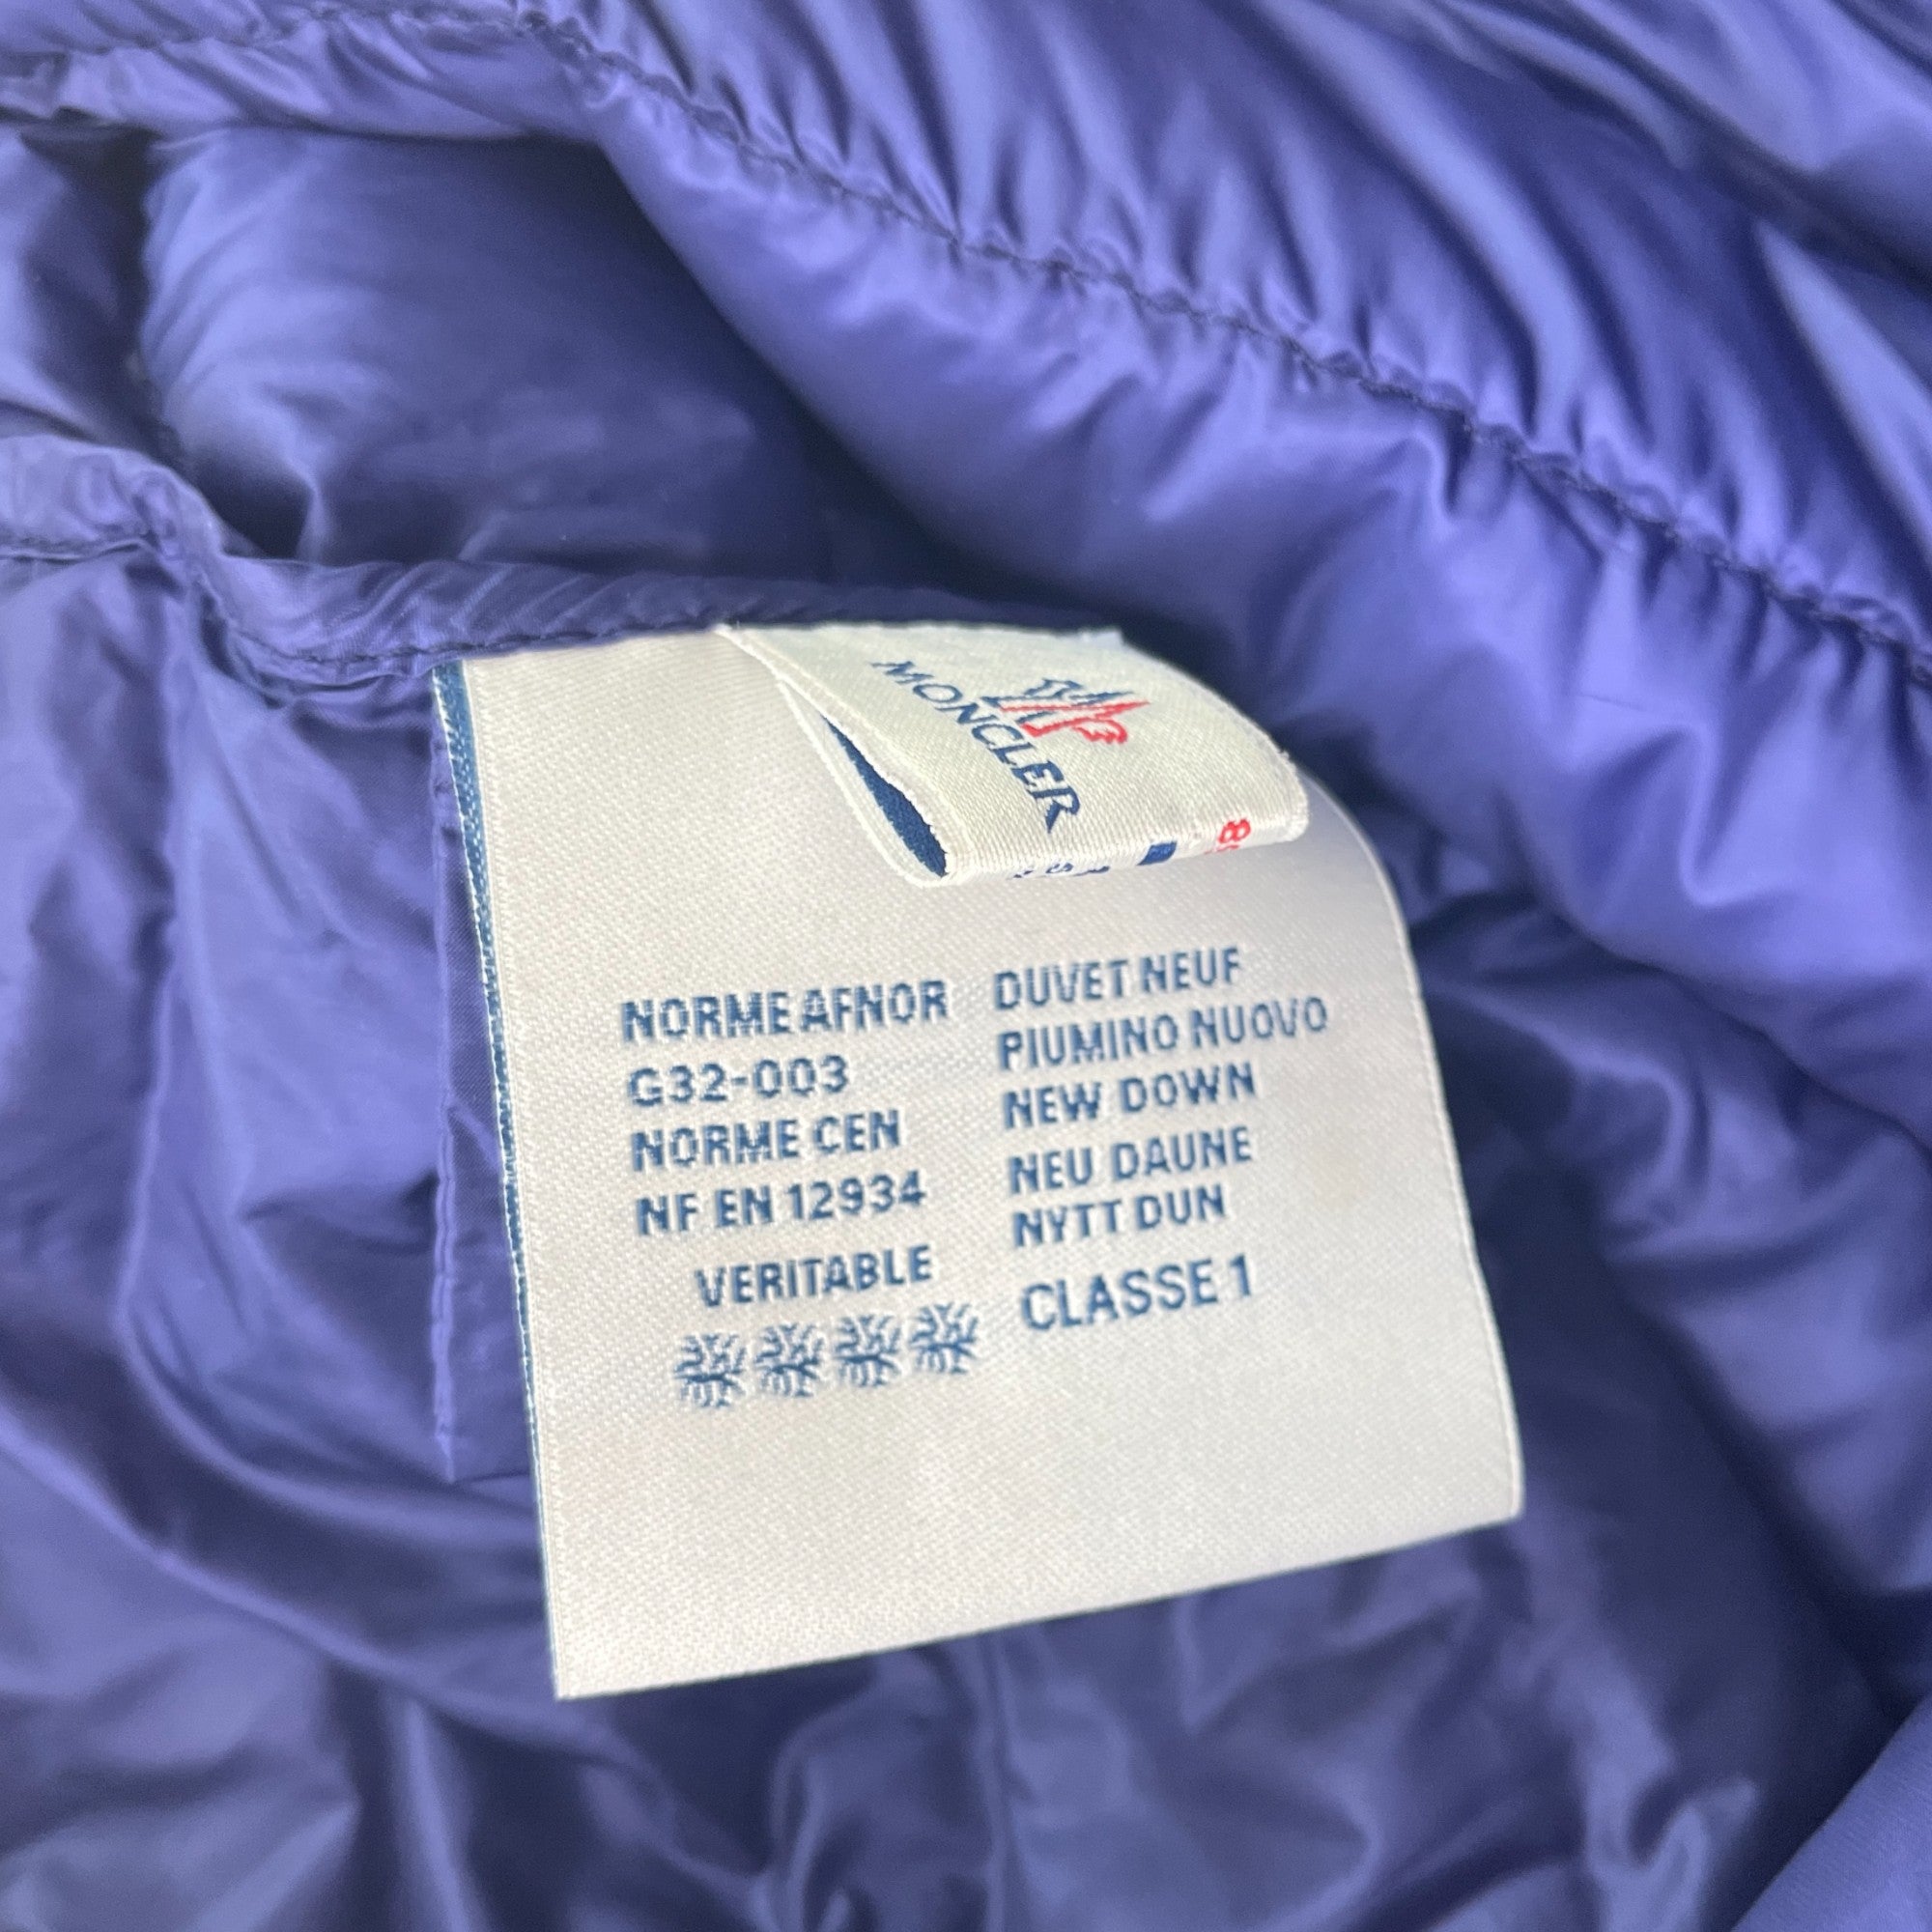 MONCLER
NORME AFNOR
G32-003
NORME CEN
NF EN 12934
VERITABLE
DUVET NEUF
PIUMINO NUOVO
NEW DOWN
NEU DAUNE
NYTT DUN
CLASSE 1